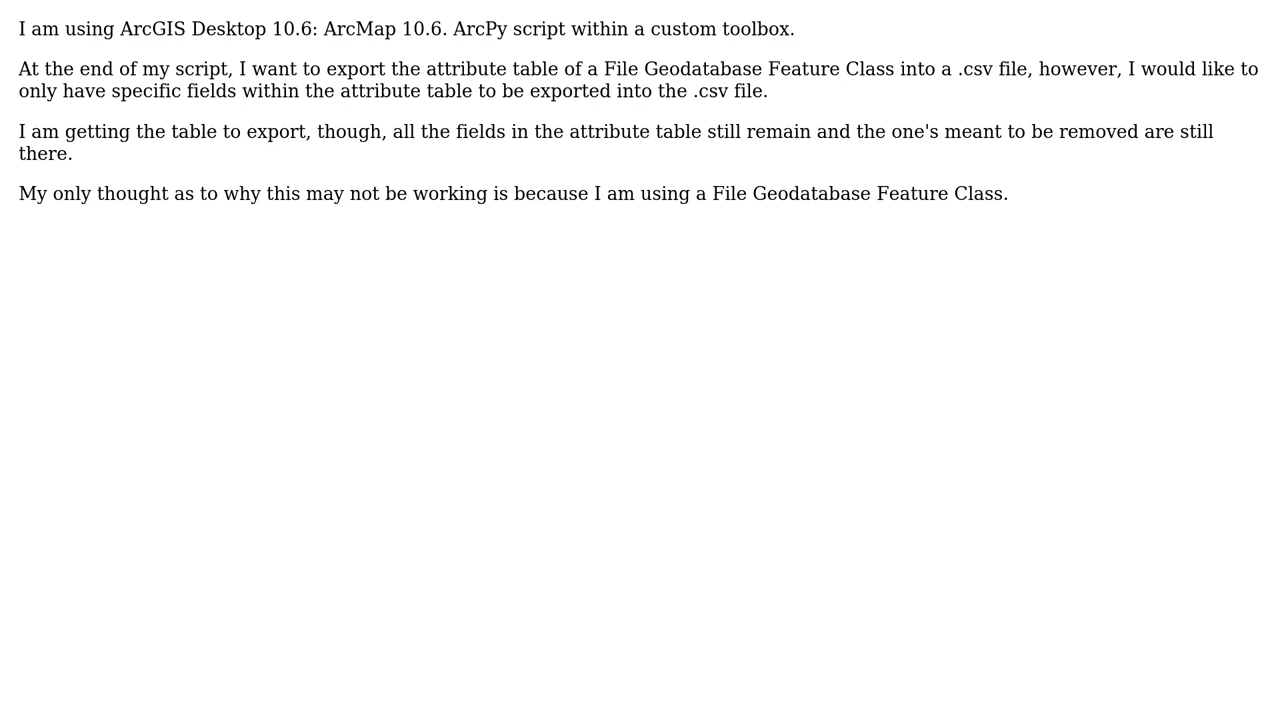 I am using ArcGIS Desktop 10.6: ArcMap 10.6. ArcPy script within a custom toolbox.
At the end of my script, I want to export the attribute table of a File Geodatabase Feature Class into a .csv file, however, I would like to
only have specific fields within the attribute table to be exported into the .csv file.
I am getting the table to export, though, all the fields in the attribute table still remain and the one's meant to be removed are still
there.
My only thought as to why this may not be working is because I am using a File Geodatabase Feature Class.